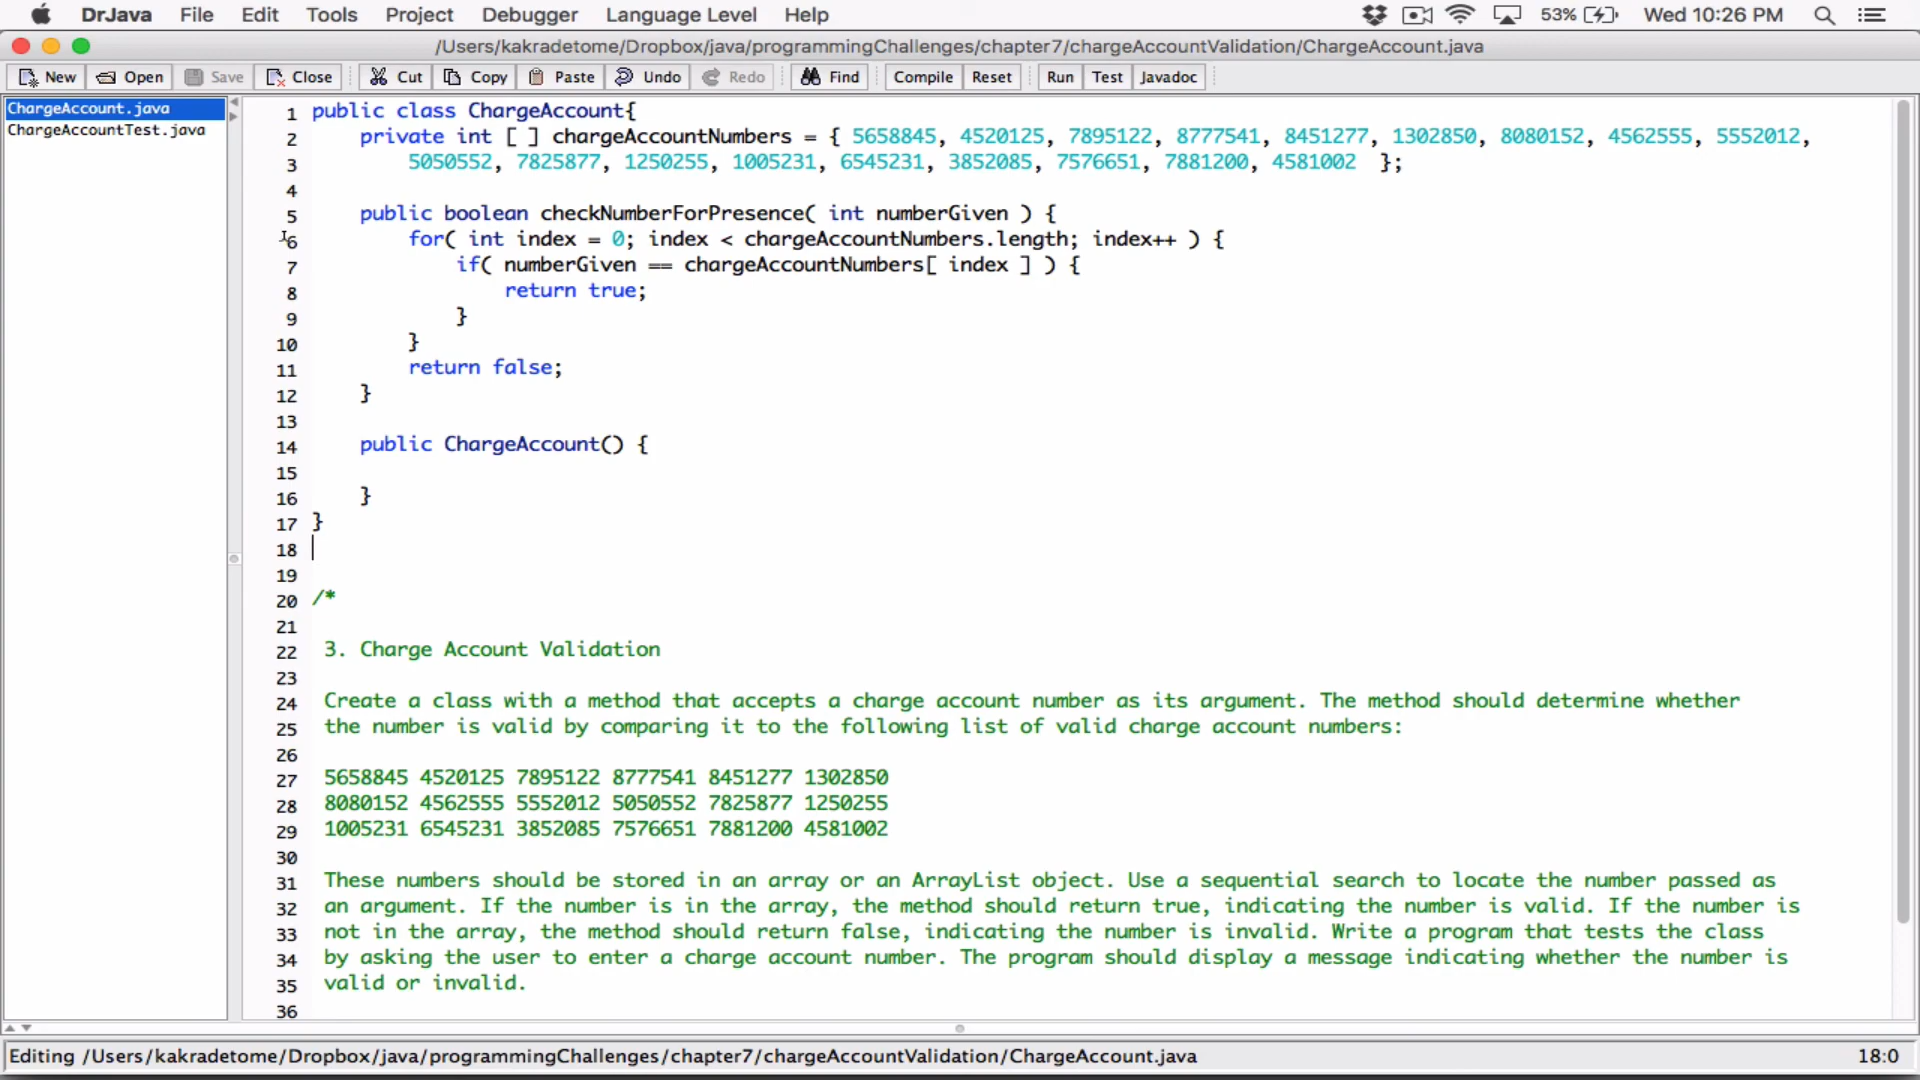 DrJava File Edit Tools Project Debugger Language Level Help 53% Wed 10:26 PM
/Users/kakradetome/Dropbox/java/programmingChallenges/chapter7/chargeAccountValidation/ChargeAccount.java
New Open Save Close Cut Copy Paste Undo Redo Find Compile Reset Run Test Javadoc
ChargeAccount.java
ChargeAccountTest.java
1 public class ChargeAccount{
2 private int [ ] chargeAccountNumbers = { 5658845, 4520125, 7895122, 8777541, 8451277, 1302850, 8080152, 4562555, 5552012,
3 5050552, 7825877, 1250255, 1005231, 6545231, 3852085, 7576651, 7881200, 4581002 };
4
5 public boolean checkNumberForPresence( int numberGiven ) {
6 for( int index = 0; index < chargeAccountNumbers.length; index++ ) {
7 if( numberGiven == chargeAccountNumbers[ index ] ) {
8 return true;
9 }
10 }
11 return false;
12 }
13
14 public ChargeAccount() {
15
16 }
17 }
18
19
20 /*
21
22 3. Charge Account Validation
23
24 Create a class with a method that accepts a charge account number as its argument. The method should determine whether
25 the number is valid by comparing it to the following list of valid charge account numbers:
26
27 5658845 4520125 7895122 8777541 8451277 1302850
28 8080152 4562555 5552012 5050552 7825877 1250255
29 1005231 6545231 3852085 7576651 7881200 4581002
30
31 These numbers should be stored in an array or an ArrayList object. Use a sequential search to locate the number passed as
32 an argument. If the number is in the array, the method should return true, indicating the number is valid. If the number is
33 not in the array, the method should return false, indicating the number is invalid. Write a program that tests the class
34 by asking the user to enter a charge account number. The program should display a message indicating whether the number is
35 valid or invalid.
36
Editing /Users/kakradetome/Dropbox/java/programmingChallenges/chapter7/chargeAccountValidation/ChargeAccount.java 18:0